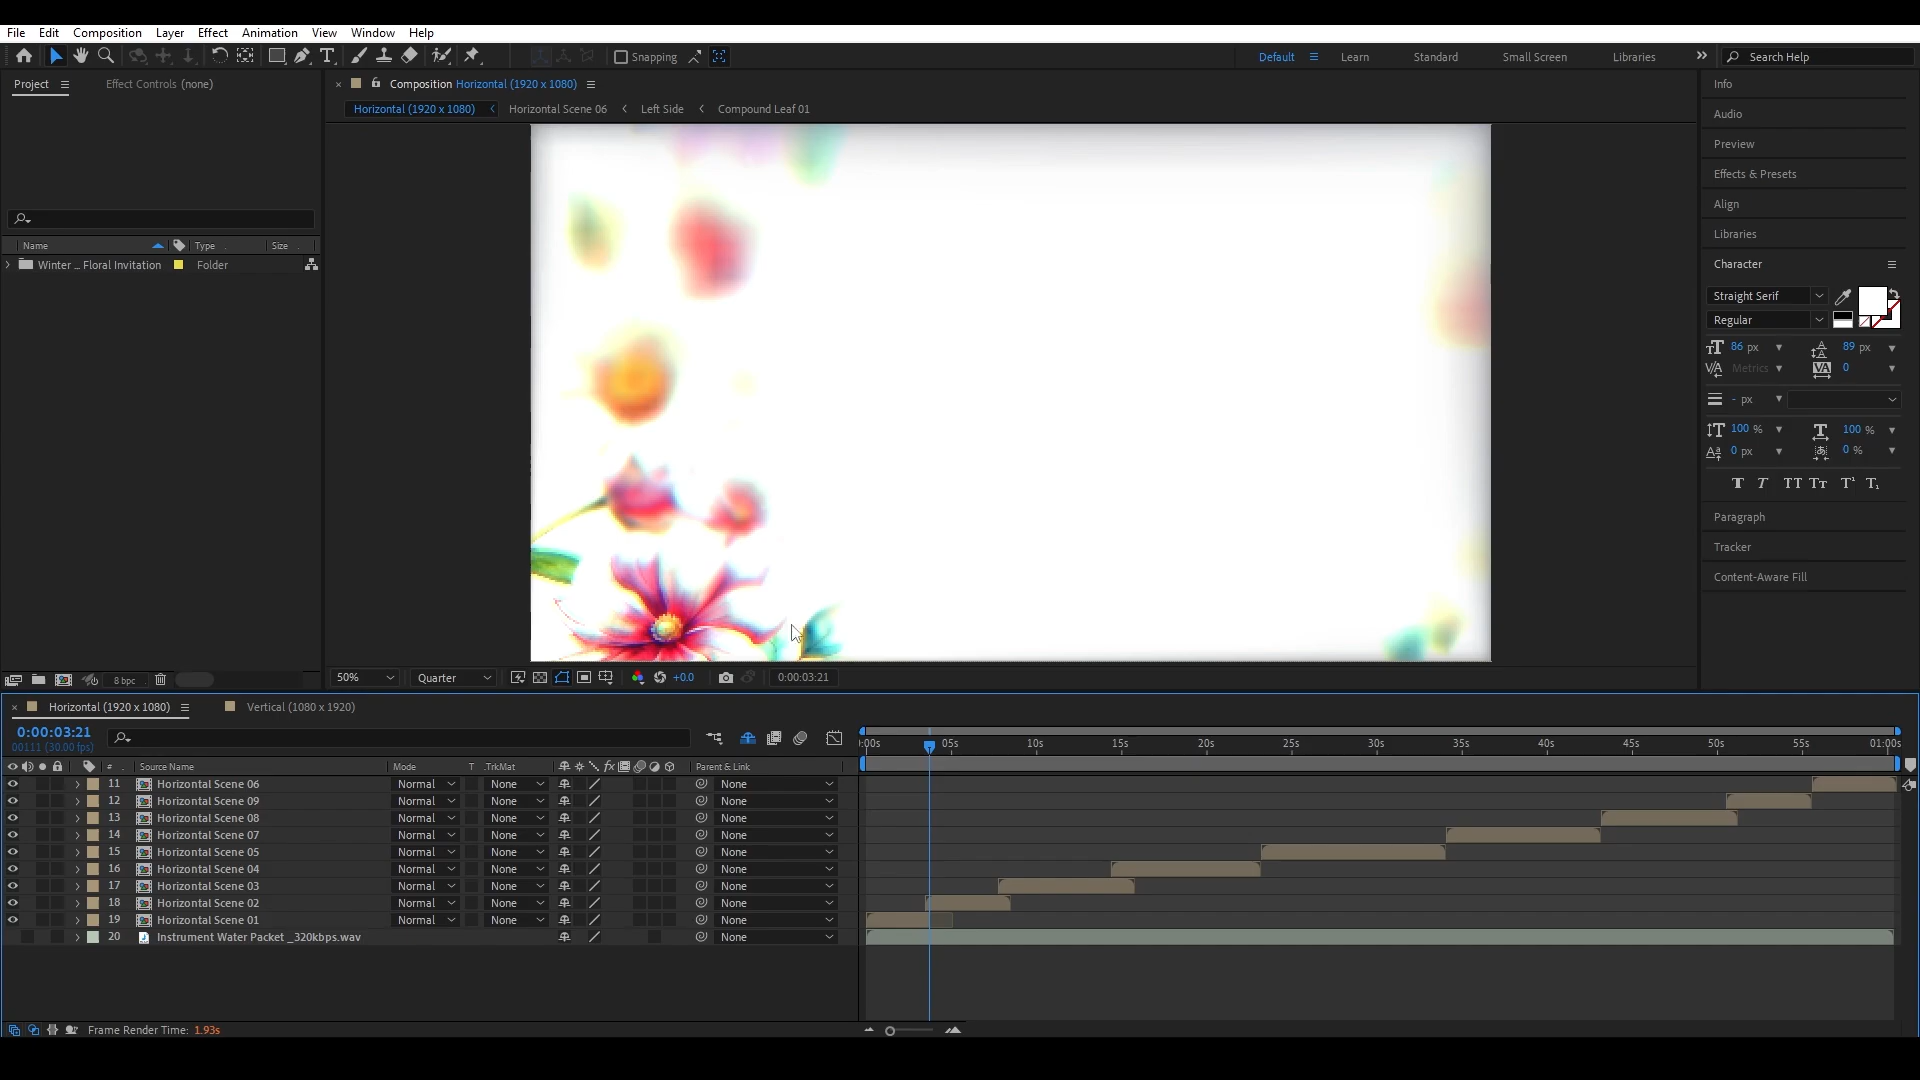 File Edit Composition Layer Effect Animation View Window Help
Snapping
Default Learn Standard Small Screen Libraries Search Help
Project Effect Controls (none)
Composition Horizontal (1920 x 1080)
Horizontal (1920 x 1080) Horizontal Scene 06 Left Side Compound Leaf 01
Name Type Size
Winter ... Floral Invitation Folder
8 bpc
50% Quarter +0.0 0:00:03:21
Info
Audio
Preview
Effects & Presets
Align
Libraries
Character
Straight Serif
Regular
86 px 89 px
Metrics 0
- px
100 % 100 %
0 px 0 %
Paragraph
Tracker
Content-Aware Fill
Horizontal (1920 x 1080) Vertical (1080 x 1920)
0:00:03:21
00111 (30.00 fps)
:00s 05s 10s 15s 20s 25s 30s 35s 40s 45s 50s 55s 01:00s
# Source Name Mode T .TrkMat Parent & Link
11 Horizontal Scene 06 Normal None None
12 Horizontal Scene 09 Normal None None
13 Horizontal Scene 08 Normal None None
14 Horizontal Scene 07 Normal None None
15 Horizontal Scene 05 Normal None None
16 Horizontal Scene 04 Normal None None
17 Horizontal Scene 03 Normal None None
18 Horizontal Scene 02 Normal None None
19 Horizontal Scene 01 Normal None None
20 Instrument Water Packet _320kbps.wav None
Frame Render Time: 1.93s